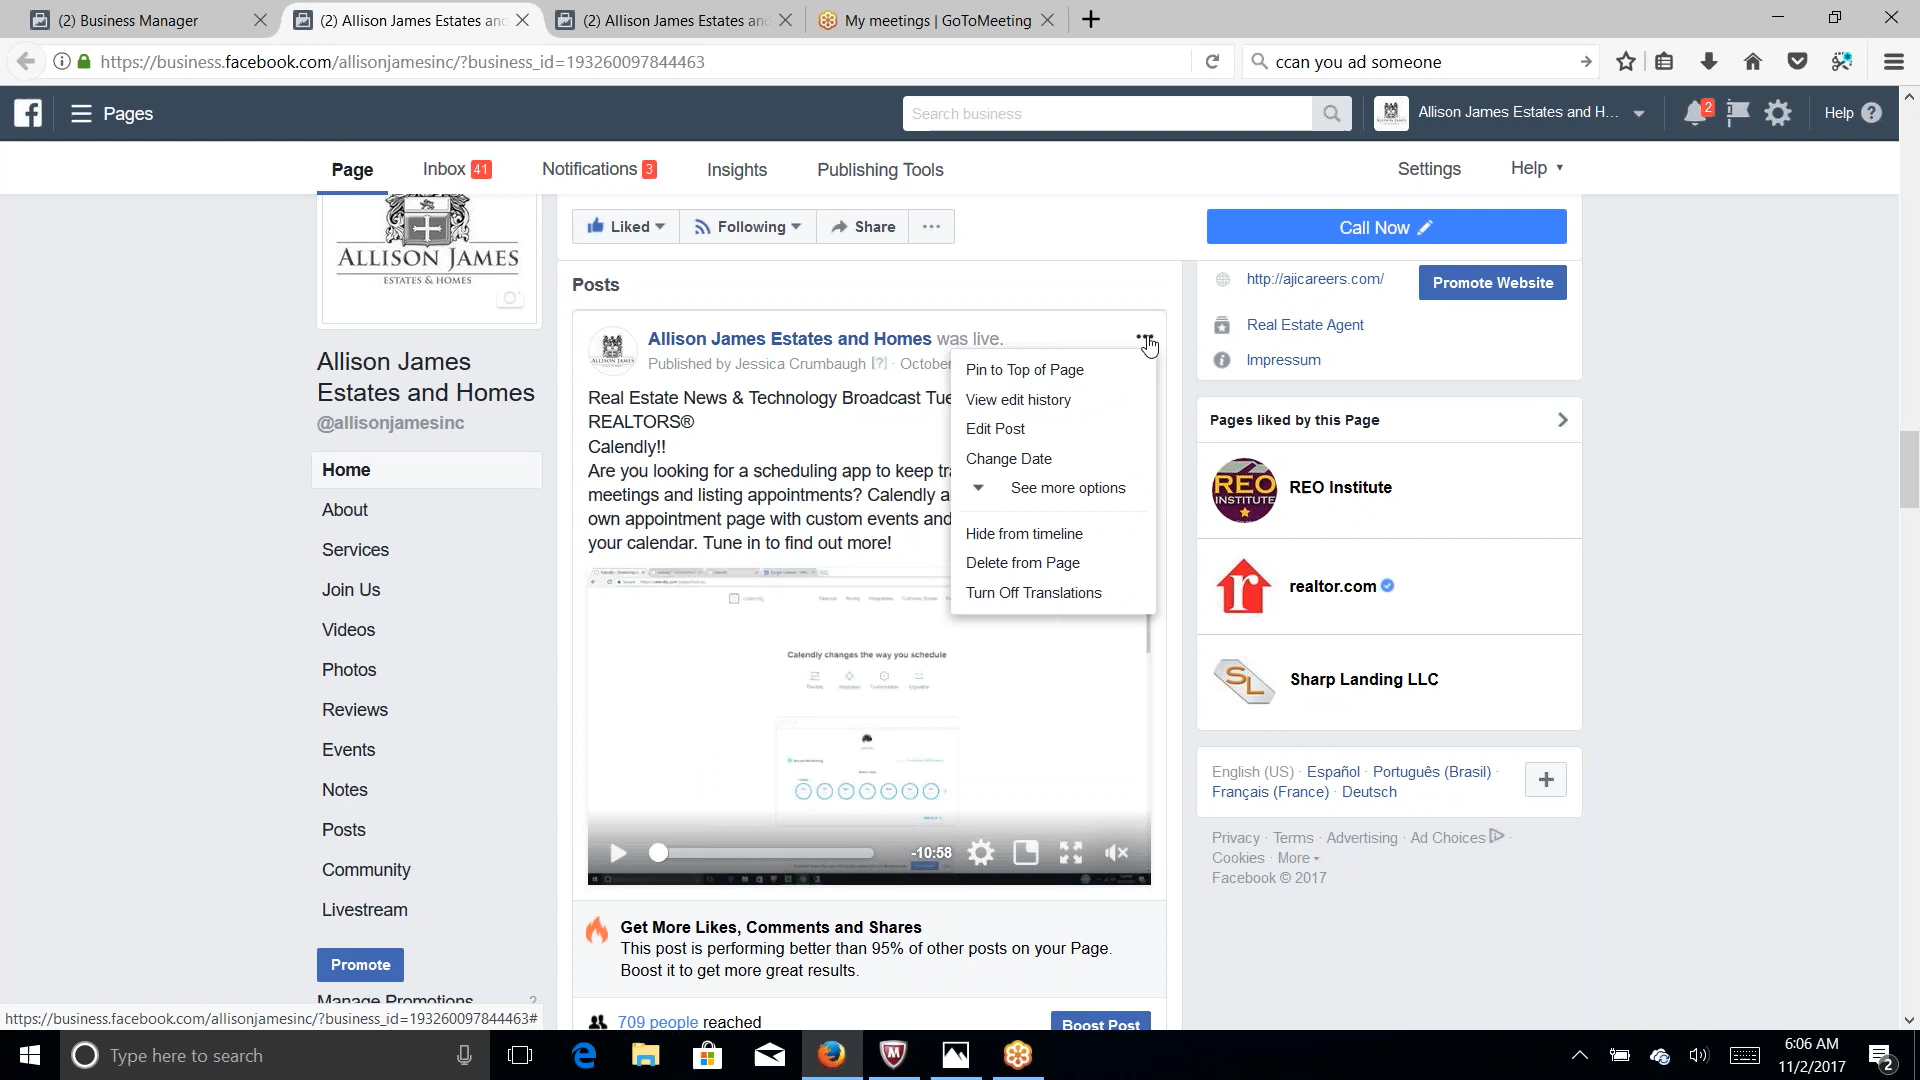 (2) Business Manager
(2) Allison James Estates and
(2) Allison James Estates and
My meetings | GoToMeeting
https://business.facebook.com/allisonjamesinc/?business_id=193260097844463
ccan you ad someone
Pages
Search business
Allison James Estates and H...
2
Help
Page
Inbox 41
Notifications 3
Insights
Publishing Tools
Settings
Help
ALLISON JAMES
ESTATES & HOMES
Allison James
Estates and Homes
@allisonjamesinc
Home
About
Services
Join Us
Videos
Photos
Reviews
Events
Notes
Posts
Community
Livestream
Promote
Manage Promotions 2
Liked
Following
Share
Call Now
Posts
Allison James Estates and Homes was live.
Published by Jessica Crumbaugh [?] · October
Real Estate News & Technology Broadcast Tue
REALTORS®
Calendly!!
Are you looking for a scheduling app to keep tra
meetings and listing appointments? Calendly a
own appointment page with custom events and
your calendar. Tune in to find out more!
Pin to Top of Page
View edit history
Edit Post
Change Date
See more options
Hide from timeline
Delete from Page
Turn Off Translations
Calendly changes the way you schedule
-10:58
Get More Likes, Comments and Shares
This post is performing better than 95% of other posts on your Page.
Boost it to get more great results.
709 people reached
Boost Post
http://ajicareers.com/
Promote Website
Real Estate Agent
Impressum
Pages liked by this Page
REO
INSTITUTE
REO Institute
realtor.com
SL
Sharp Landing LLC
English (US) · Español · Português (Brasil) ·
Français (France) · Deutsch
Privacy · Terms · Advertising · Ad Choices ·
Cookies · More
Facebook © 2017
https://business.facebook.com/allisonjamesinc/?business_id=193260097844463#
Type here to search
6:06 AM
11/2/2017
2